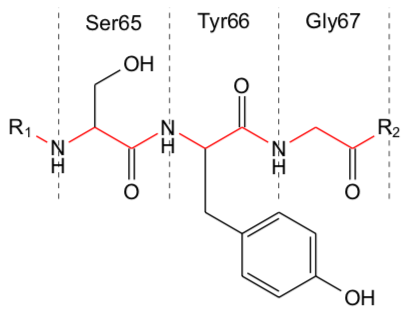 Ser65 Tyr66 Gly67
OH
O
R1 N H N H N H R2
O O
OH